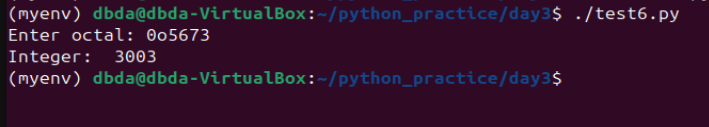 (myenv) dbda@dbda-VirtualBox:~/python_practice/day3$ ./test6.py
Enter octal: 0o5673
Integer:  3003
(myenv) dbda@dbda-VirtualBox:~/python_practice/day3$